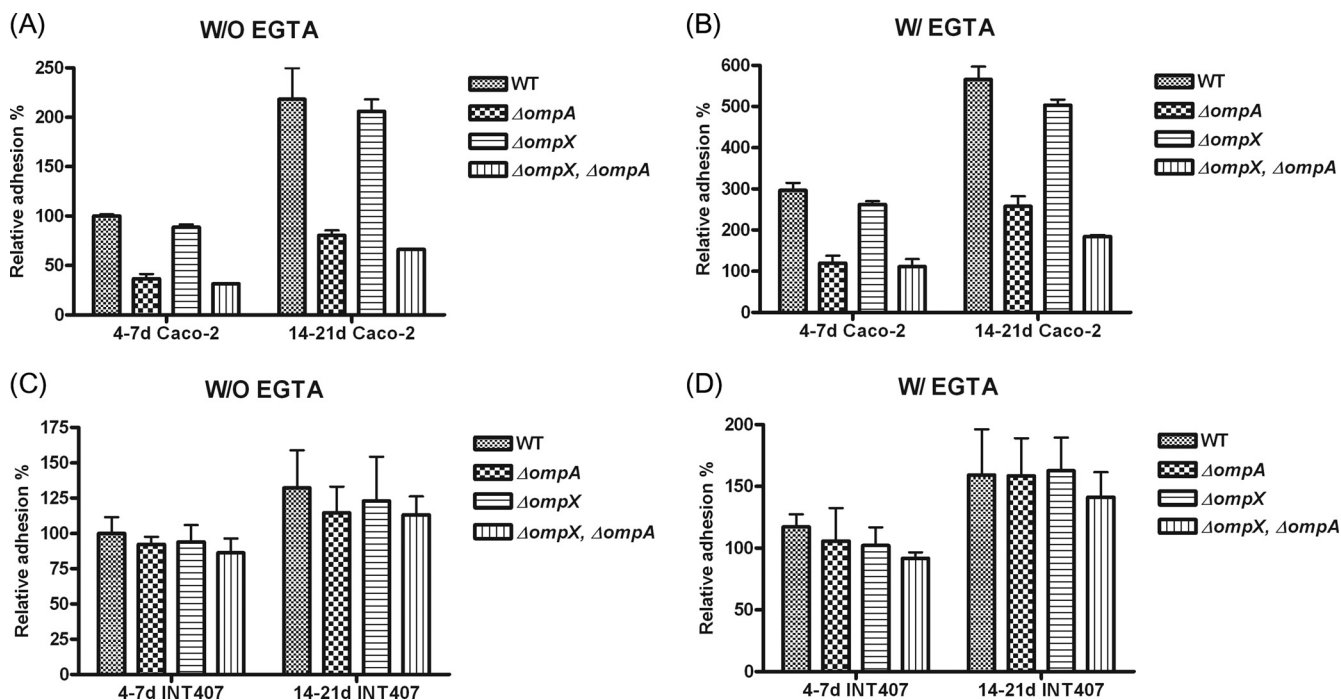 (A)
W/O EGTA
Relative adhesion %
250
200
150
100
50
0
4-7d Caco-2
14-21d Caco-2
WT
ΔompA
ΔompX
ΔompX, ΔompA
(B)
W/ EGTA
Relative adhesion %
600
500
400
300
200
100
0
4-7d Caco-2
14-21d Caco-2
WT
ΔompA
ΔompX
ΔompX, ΔompA
(C)
W/O EGTA
Relative adhesion %
175
150
125
100
75
50
25
0
4-7d INT407
14-21d INT407
WT
ΔompA
ΔompX
ΔompX, ΔompA
(D)
W/ EGTA
Relative adhesion %
200
150
100
50
0
4-7d INT407
14-21d INT407
WT
ΔompA
ΔompX
ΔompX, ΔompA